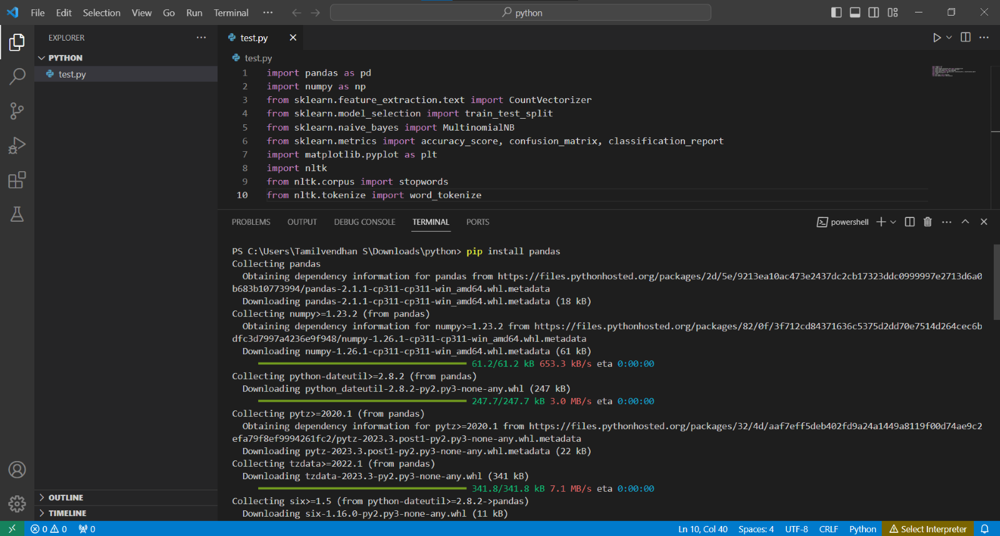 File Edit Selection View Go Run Terminal ··· python
EXPLORER ···
PYTHON
test.py
OUTLINE
TIMELINE
test.py
test.py
1 import pandas as pd
2 import numpy as np
3 from sklearn.feature_extraction.text import CountVectorizer
4 from sklearn.model_selection import train_test_split
5 from sklearn.naive_bayes import MultinomialNB
6 from sklearn.metrics import accuracy_score, confusion_matrix, classification_report
7 import matplotlib.pyplot as plt
8 import nltk
9 from nltk.corpus import stopwords
10 from nltk.tokenize import word_tokenize
PROBLEMS OUTPUT DEBUG CONSOLE TERMINAL PORTS powershell
PS C:\Users\Tamilvendhan S\Downloads\python> pip install pandas
Collecting pandas
Obtaining dependency information for pandas from https://files.pythonhosted.org/packages/2d/5e/9213ea10ac473e2437dc2cb17323ddc0999997e2713d6a0
b683b10773994/pandas-2.1.1-cp311-cp311-win_amd64.whl.metadata
Downloading pandas-2.1.1-cp311-cp311-win_amd64.whl.metadata (18 kB)
Collecting numpy>=1.23.2 (from pandas)
Obtaining dependency information for numpy>=1.23.2 from https://files.pythonhosted.org/packages/82/0f/3f712cd84371636c5375d2dd70e7514d264cec6b
dfc3d7997a4236e9f948/numpy-1.26.1-cp311-cp311-win_amd64.whl.metadata
Downloading numpy-1.26.1-cp311-cp311-win_amd64.whl.metadata (61 kB)
61.2/61.2 kB 653.3 kB/s eta 0:00:00
Collecting python-dateutil>=2.8.2 (from pandas)
Downloading python_dateutil-2.8.2-py2.py3-none-any.whl (247 kB)
247.7/247.7 kB 3.0 MB/s eta 0:00:00
Collecting pytz>=2020.1 (from pandas)
Obtaining dependency information for pytz>=2020.1 from https://files.pythonhosted.org/packages/32/4d/aaf7eff5deb402fd9a24a1449a8119f00d74ae9c2
efa79f8ef9994261fc2/pytz-2023.3.post1-py2.py3-none-any.whl.metadata
Downloading pytz-2023.3.post1-py2.py3-none-any.whl.metadata (22 kB)
Collecting tzdata>=2022.1 (from pandas)
Downloading tzdata-2023.3-py2.py3-none-any.whl (341 kB)
341.8/341.8 kB 7.1 MB/s eta 0:00:00
Collecting six>=1.5 (from python-dateutil>=2.8.2->pandas)
Downloading six-1.16.0-py2.py3-none-any.whl (11 kB)
0 0 0 Ln 10, Col 40 Spaces: 4 UTF-8 CRLF Python Select Interpreter